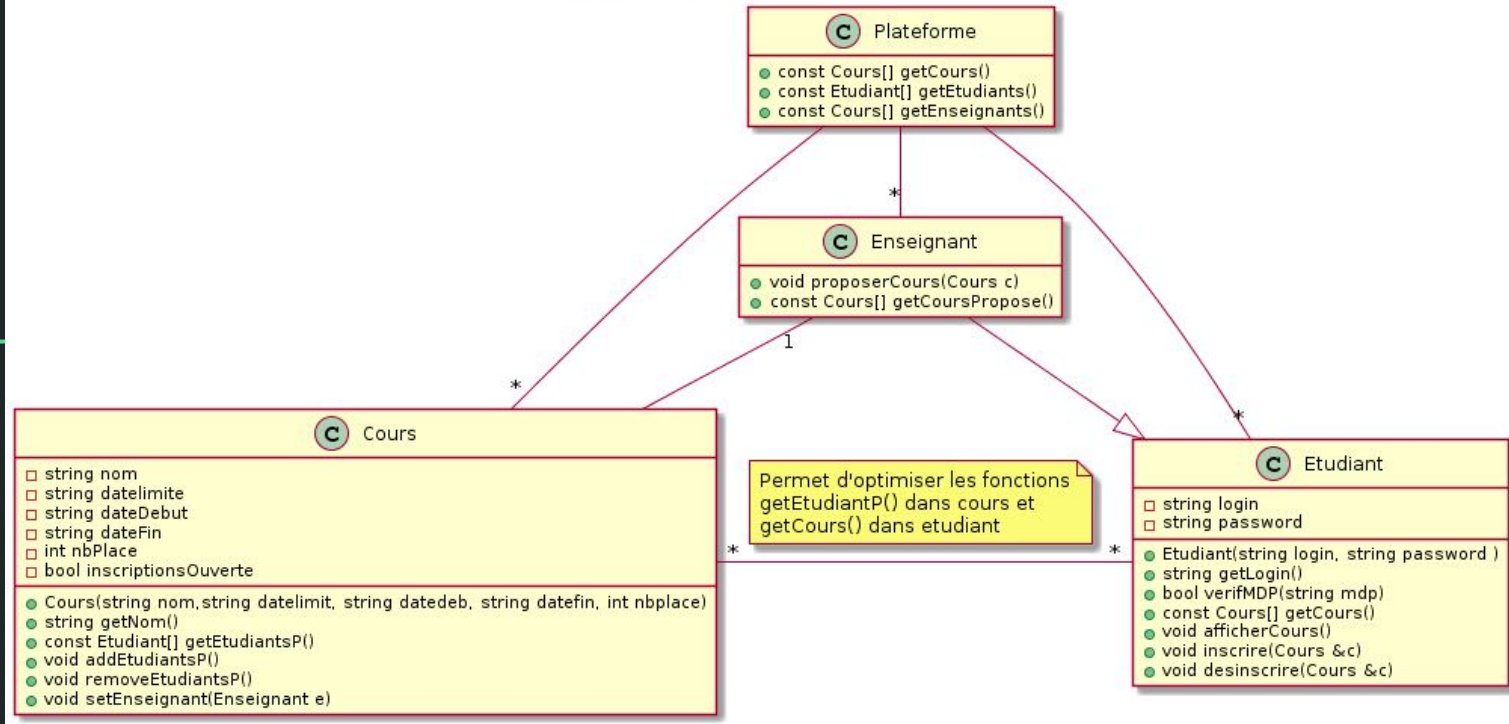 C Plateforme
const Cours[] getCours()
const Etudiant[] getEtudiants()
const Cours[] getEnseignants()
*
C Enseignant
void proposerCours(Cours c)
const Cours[] getCoursPropose()
1
*
*
C Cours
string nom
string datelimite
string dateDebut
string dateFin
int nbPlace
bool inscriptionsOuverte
Cours(string nom,string datelimit, string datedeb, string datefin, int nbplace)
string getNom()
const Etudiant[] getEtudiantsP()
void addEtudiantsP()
void removeEtudiantsP()
void setEnseignant(Enseignant e)
Permet d'optimiser les fonctions
getEtudiantP() dans cours et
getCours() dans etudiant
*
*
C Etudiant
string login
string password
Etudiant(string login, string password )
string getLogin()
bool verifMDP(string mdp)
const Cours[] getCours()
void afficherCours()
void inscrire(Cours &c)
void desinscrire(Cours &c)